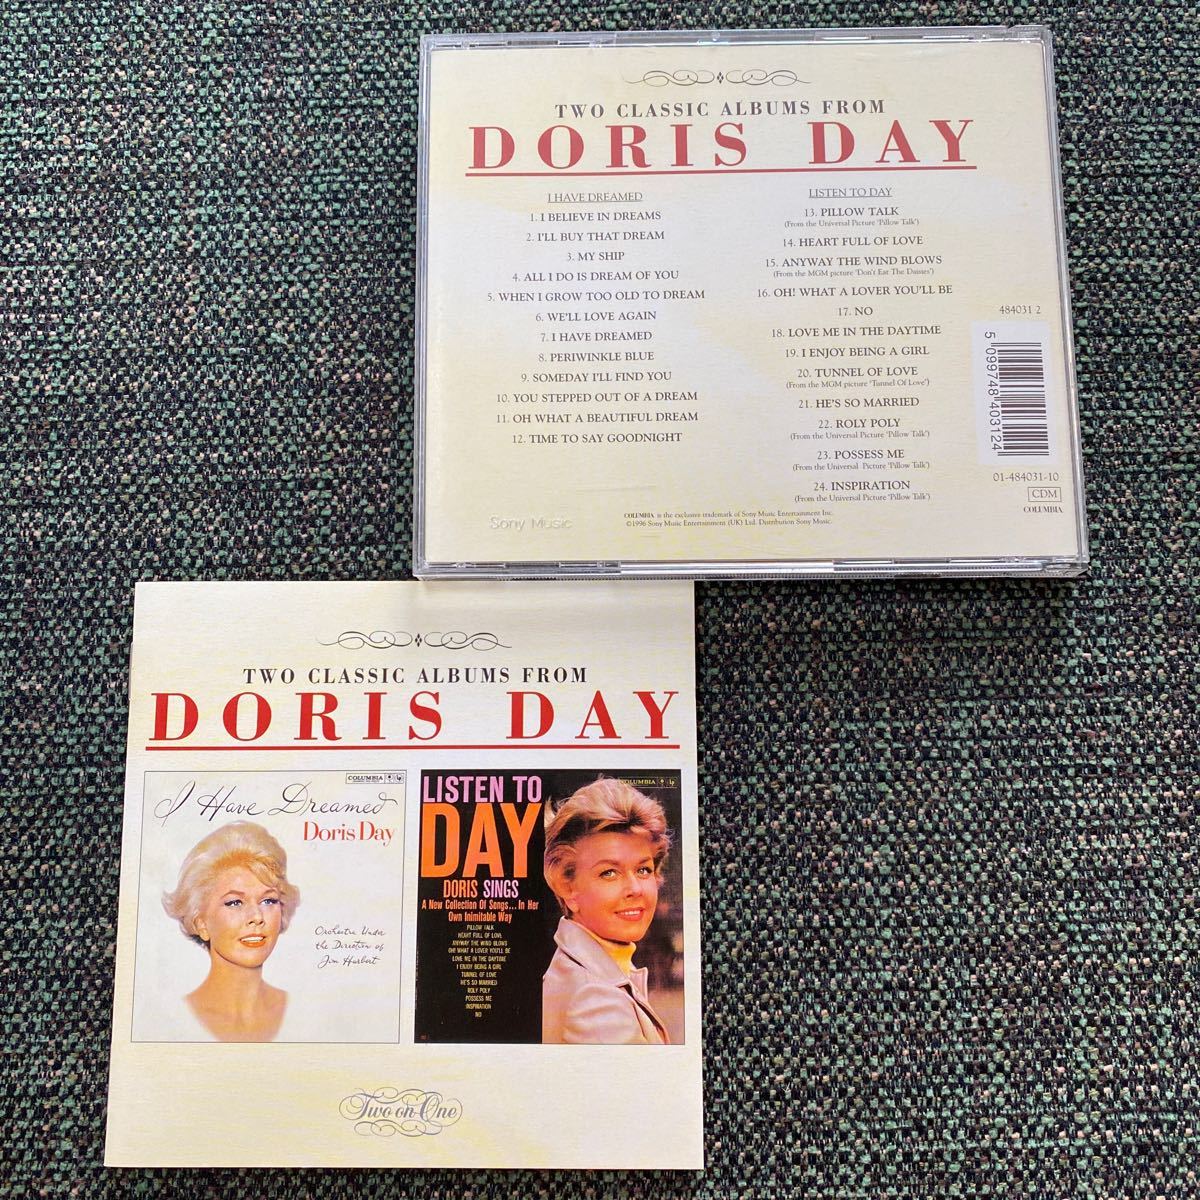 TWO CLASSIC ALBUMS FROM
DORIS DAY
I HAVE DREAMED
1. I BELIEVE IN DREAMS
2. I'LL BUY THAT DREAM
3. MY SHIP
4. ALL I DO IS DREAM OF YOU
5. WHEN I GROW TOO OLD TO DREAM
6. WE'LL LOVE AGAIN
7. I HAVE DREAMED
8. PERIWINKLE BLUE
9. SOMEDAY I'LL FIND YOU
10. YOU STEPPED OUT OF A DREAM
11. OH WHAT A BEAUTIFUL DREAM
12. TIME TO SAY GOODNIGHT
LISTEN TO DAY
13. PILLOW TALK
(From the Universal Picture 'Pillow Talk')
14. HEART FULL OF LOVE
15. ANYWAY THE WIND BLOWS
(From the MGM picture 'Don't Eat The Daisies')
16. OH! WHAT A LOVER YOU'LL BE
17. NO
18. LOVE ME IN THE DAYTIME
19. I ENJOY BEING A GIRL
20. TUNNEL OF LOVE
(From the MGM picture 'Tunnel Of Love')
21. HE'S SO MARRIED
22. ROLY POLY
(From the Universal Picture 'Pillow Talk')
23. POSSESS ME
(From the Universal Picture 'Pillow Talk')
24. INSPIRATION
(From the Universal Picture 'Pillow Talk')
484031 2
5 099748 403124
01-484031-10
CDM
COLUMBIA
Sony Music
COLUMBIA is the exclusive trademark of Sony Music Entertainment Inc.
©1996 Sony Music Entertainment (UK) Ltd. Distribution Sony Music.
TWO CLASSIC ALBUMS FROM
DORIS DAY
COLUMBIA
I Have Dreamed
Doris Day
Orchestra Under
the Direction of
Jim Harbert
COLUMBIA
LISTEN TO
DAY
DORIS SINGS
A New Collection Of Songs... In Her
Own Inimitable Way
PILLOW TALK
HEART FULL OF LOVE
ANYWAY THE WIND BLOWS
OH! WHAT A LOVER YOU'LL BE
LOVE ME IN THE DAYTIME
I ENJOY BEING A GIRL
TUNNEL OF LOVE
HE'S SO MARRIED
ROLY POLY
POSSESS ME
INSPIRATION
NO
Two on One